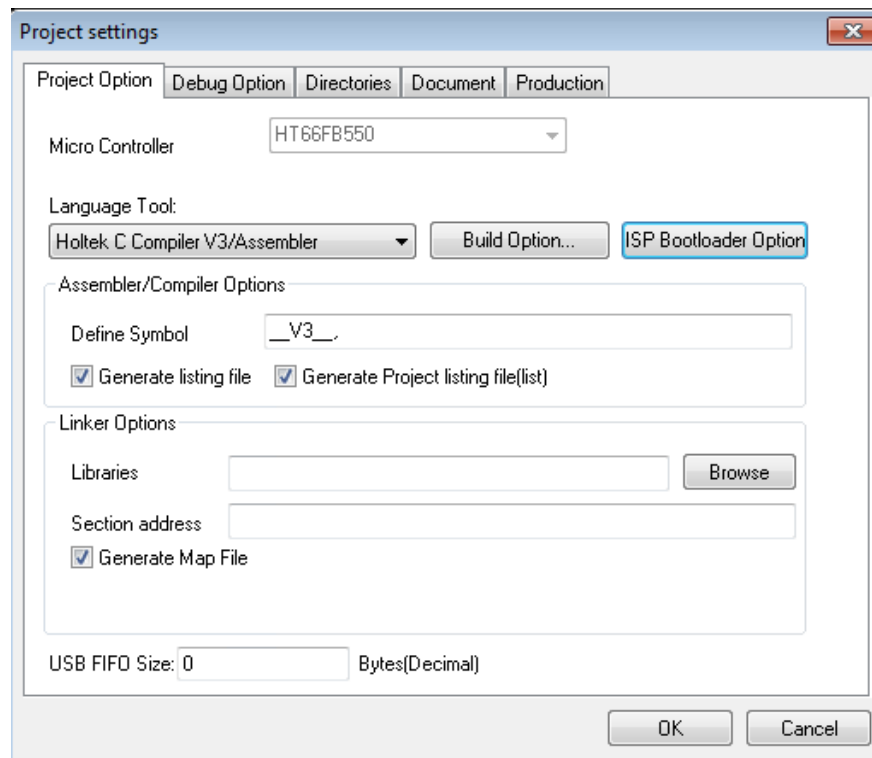 Project settings
Project Option Debug Option Directories Document Production
Micro Controller HT66FB550
Language Tool:
Holtek C Compiler V3/Assembler Build Option... ISP Bootloader Option
Assembler/Compiler Options
Define Symbol __V3__,
Generate listing file Generate Project listing file(list)
Linker Options
Libraries Browse
Section address
Generate Map File
USB FIFO Size: 0 Bytes(Decimal)
OK Cancel